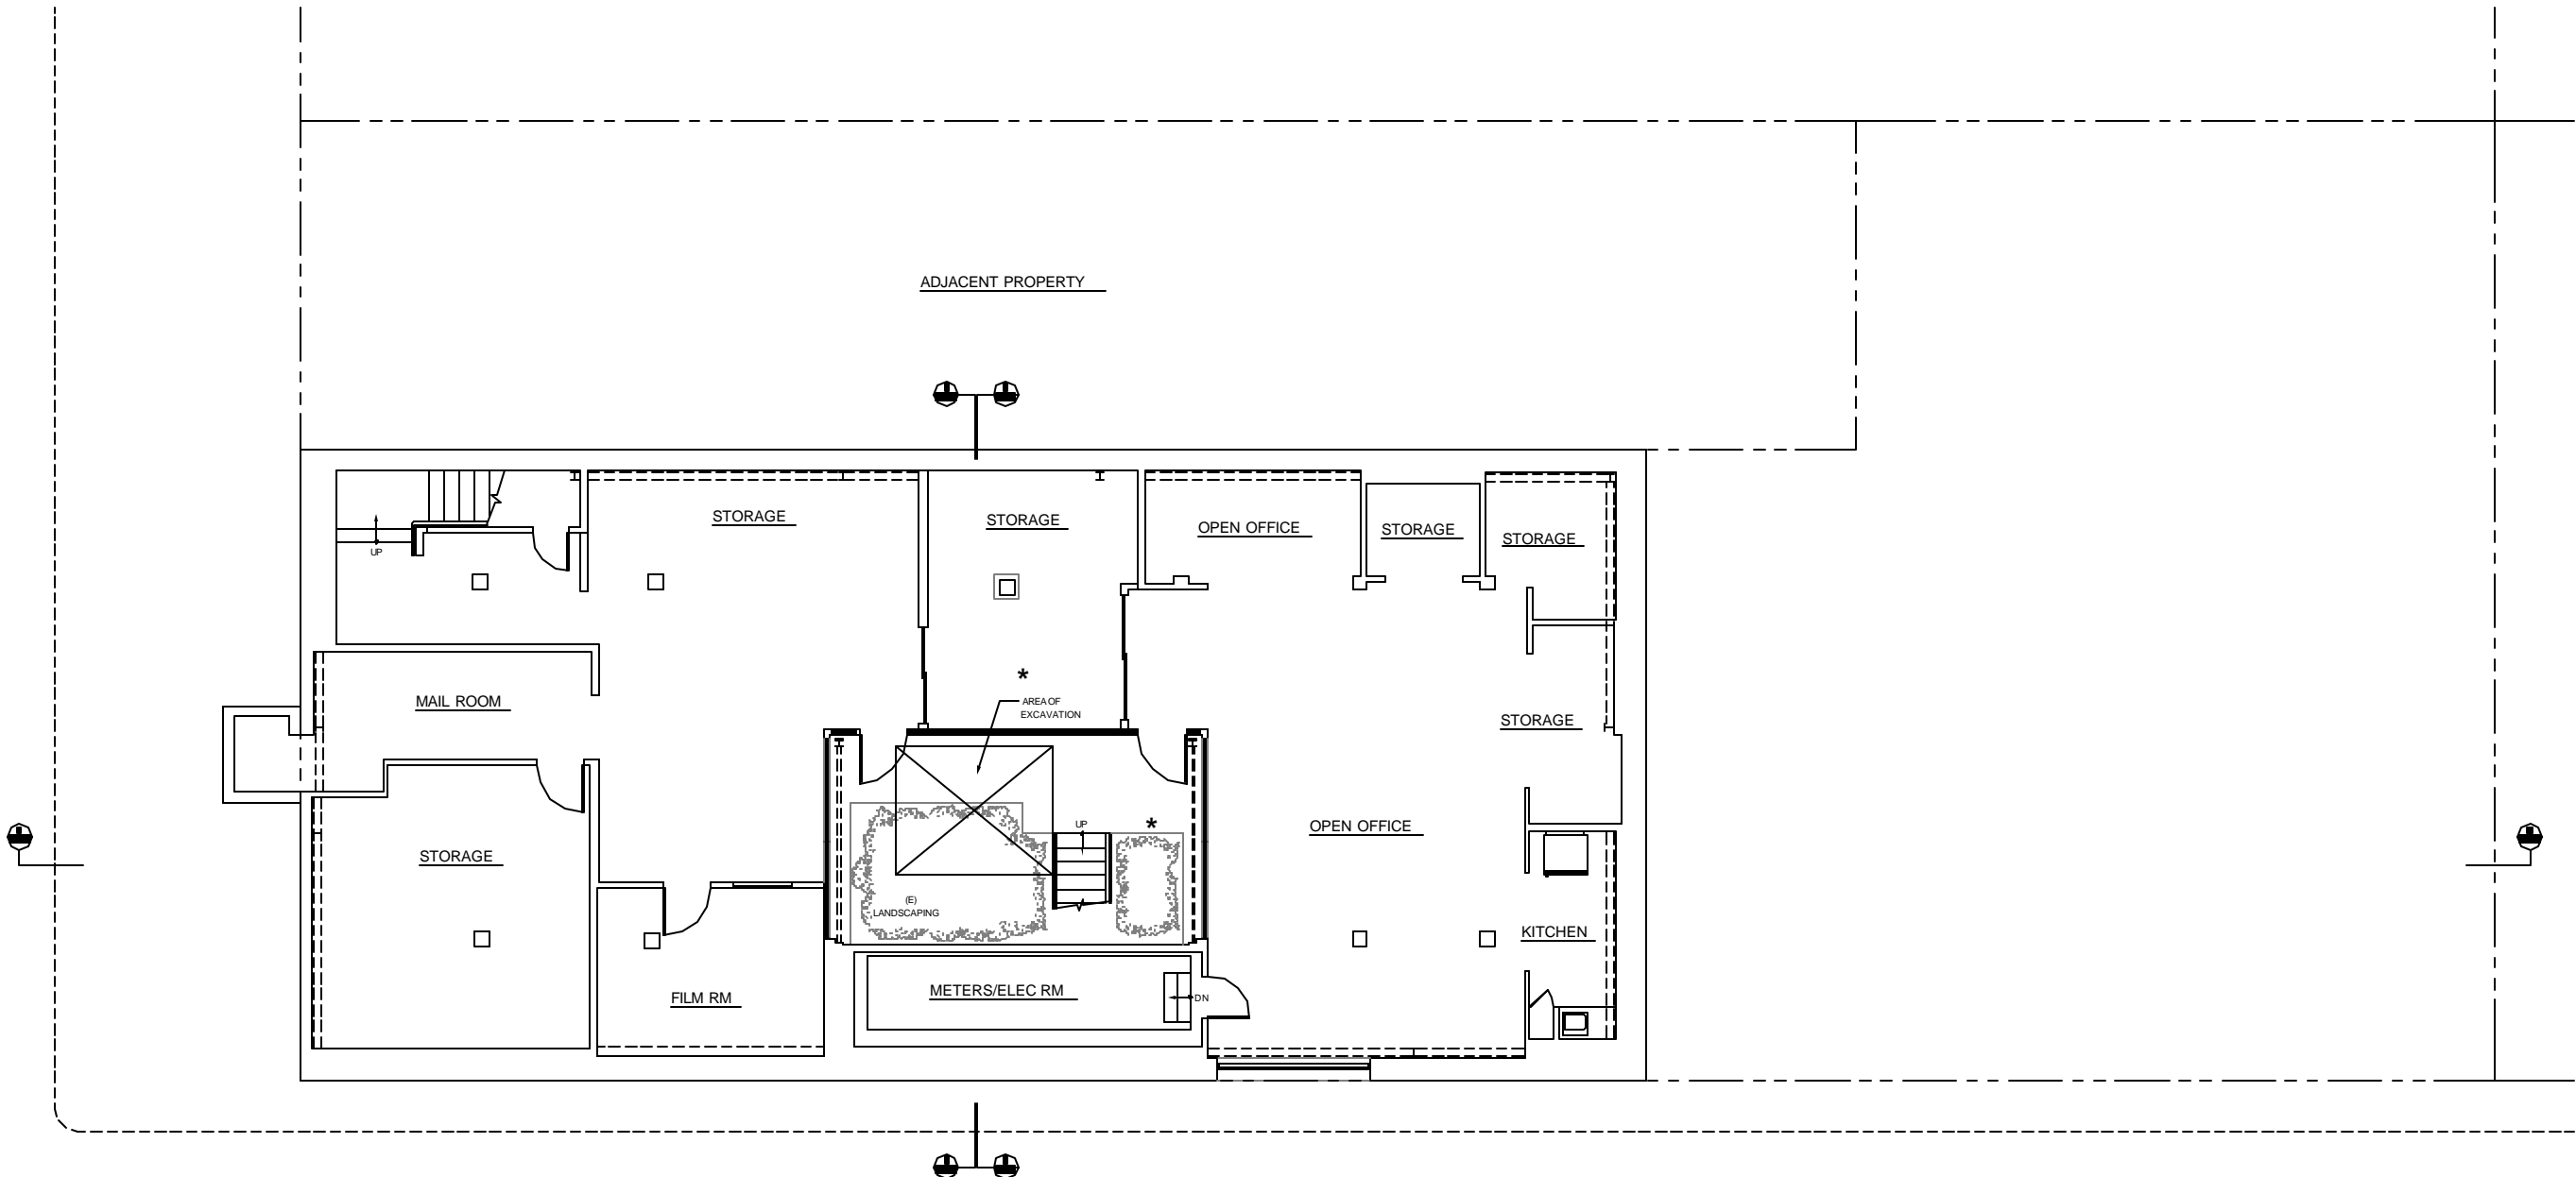 ADJACENT PROPERTY
STORAGE
STORAGE
OPEN OFFICE
STORAGE
STORAGE
UP
*
MAIL ROOM
AREA OF
EXCAVATION
STORAGE
UP
*
OPEN OFFICE
STORAGE
(E)
LANDSCAPING
KITCHEN
FILM RM
METERS/ELEC RM
DN